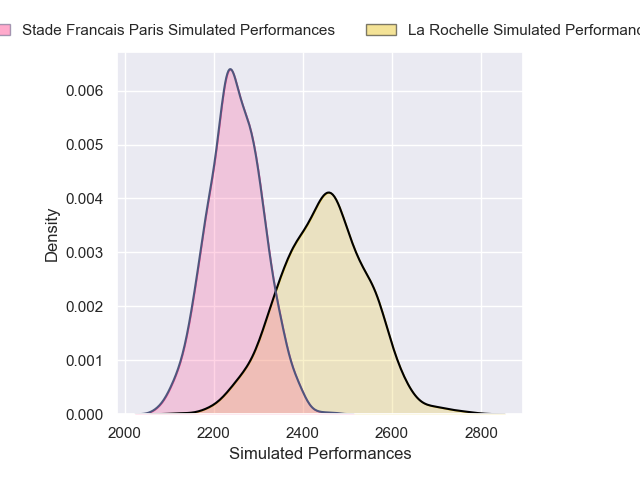 Stade Francais Paris Simulated Performances
La Rochelle Simulated
0.006
0.005
0.004
0.003
0.002
0.001
0.000
Density
2000 2200 2400 2600 2800
Simulated Performances